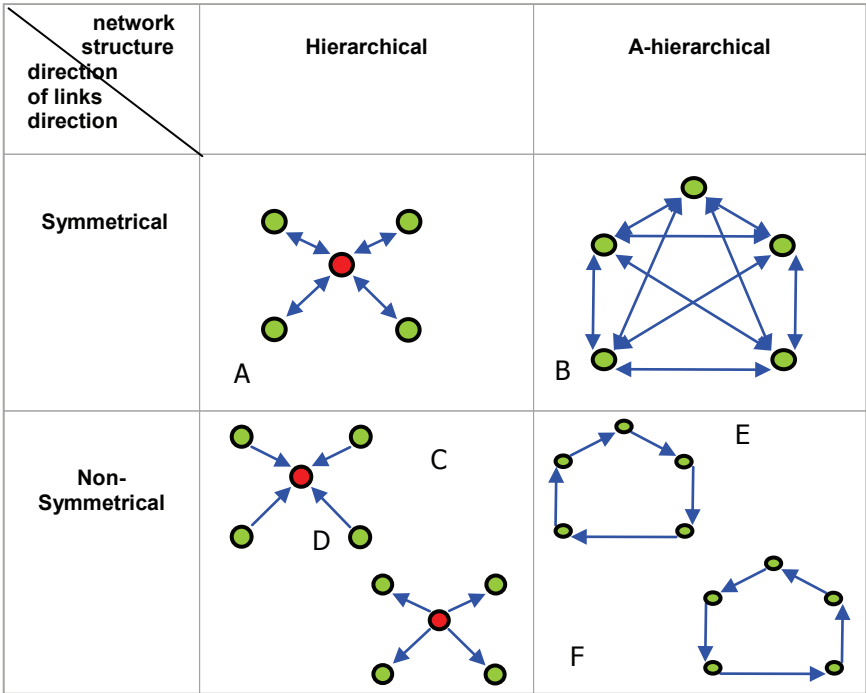 network
structure
direction
of links
direction
Hierarchical
A-hierarchical
Symmetrical
A
B
Non-
Symmetrical
C
D
E
F